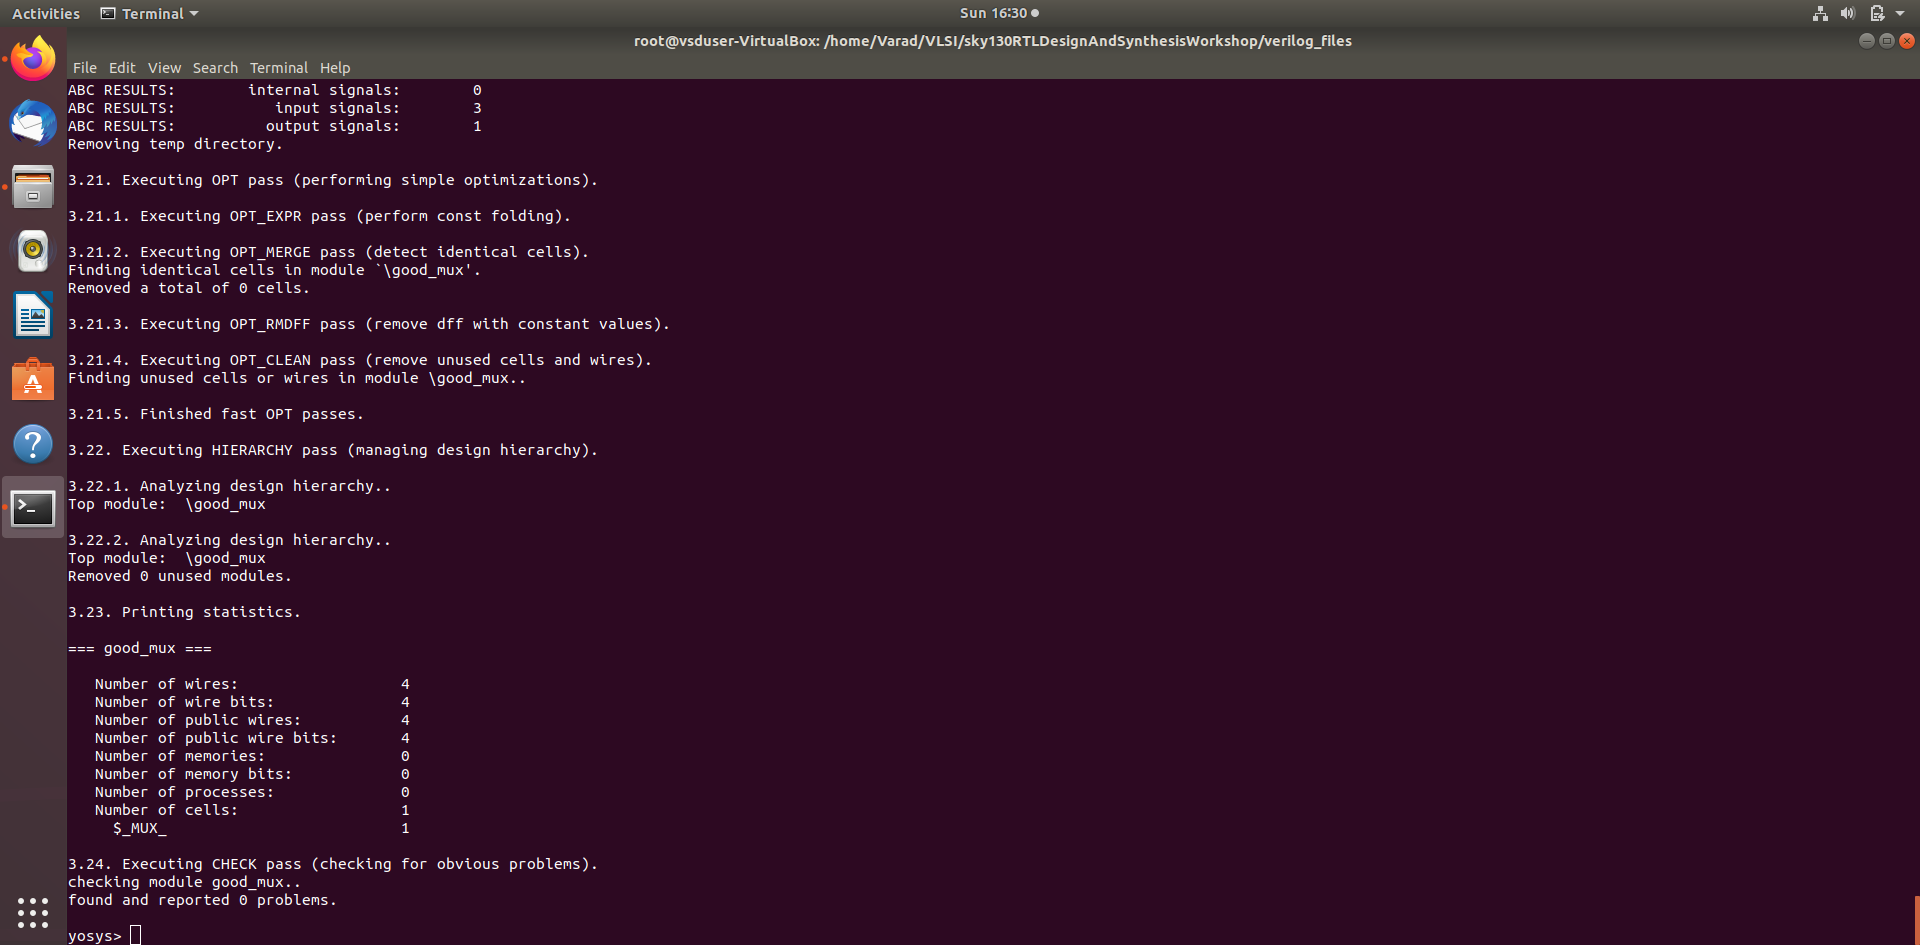 Activities Terminal Sun 16:30
root@vsduser-VirtualBox: /home/Varad/VLSI/sky130RTLDesignAndSynthesisWorkshop/verilog_files
File Edit View Search Terminal Help
ABC RESULTS:        internal signals:        0
ABC RESULTS:           input signals:        3
ABC RESULTS:          output signals:        1
Removing temp directory.
3.21. Executing OPT pass (performing simple optimizations).
3.21.1. Executing OPT_EXPR pass (perform const folding).
3.21.2. Executing OPT_MERGE pass (detect identical cells).
Finding identical cells in module `\good_mux'.
Removed a total of 0 cells.
3.21.3. Executing OPT_RMDFF pass (remove dff with constant values).
3.21.4. Executing OPT_CLEAN pass (remove unused cells and wires).
Finding unused cells or wires in module \good_mux..
3.21.5. Finished fast OPT passes.
3.22. Executing HIERARCHY pass (managing design hierarchy).
3.22.1. Analyzing design hierarchy..
Top module:  \good_mux
3.22.2. Analyzing design hierarchy..
Top module:  \good_mux
Removed 0 unused modules.
3.23. Printing statistics.
=== good_mux ===
   Number of wires:                  4
   Number of wire bits:              4
   Number of public wires:           4
   Number of public wire bits:       4
   Number of memories:               0
   Number of memory bits:            0
   Number of processes:              0
   Number of cells:                  1
     $_MUX_                          1
3.24. Executing CHECK pass (checking for obvious problems).
checking module good_mux..
found and reported 0 problems.
yosys>